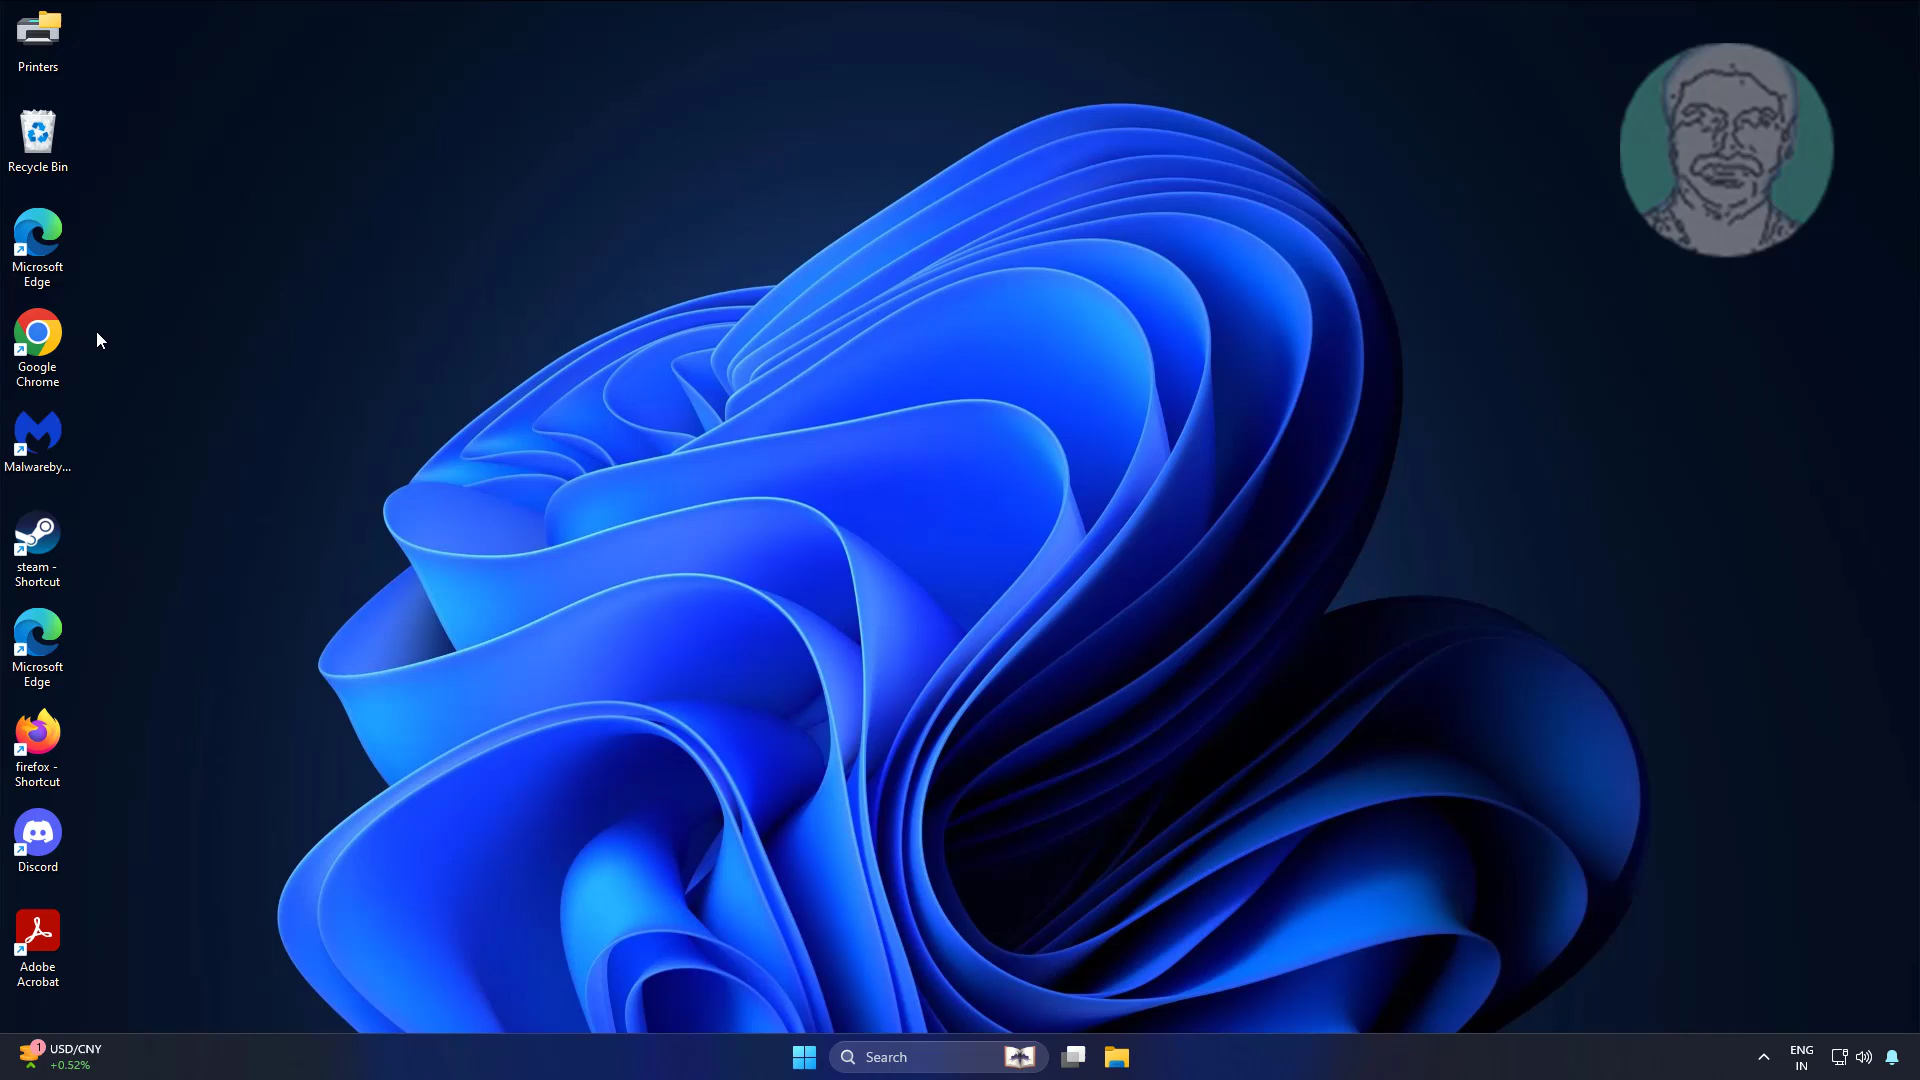 Printers
Recycle Bin
Microsoft
Edge
Google
Chrome
Malwareby...
steam -
Shortcut
Microsoft
Edge
firefox -
Shortcut
Discord
Adobe
Acrobat
1
USD/CNY
+0.52%
Search
ENG
IN